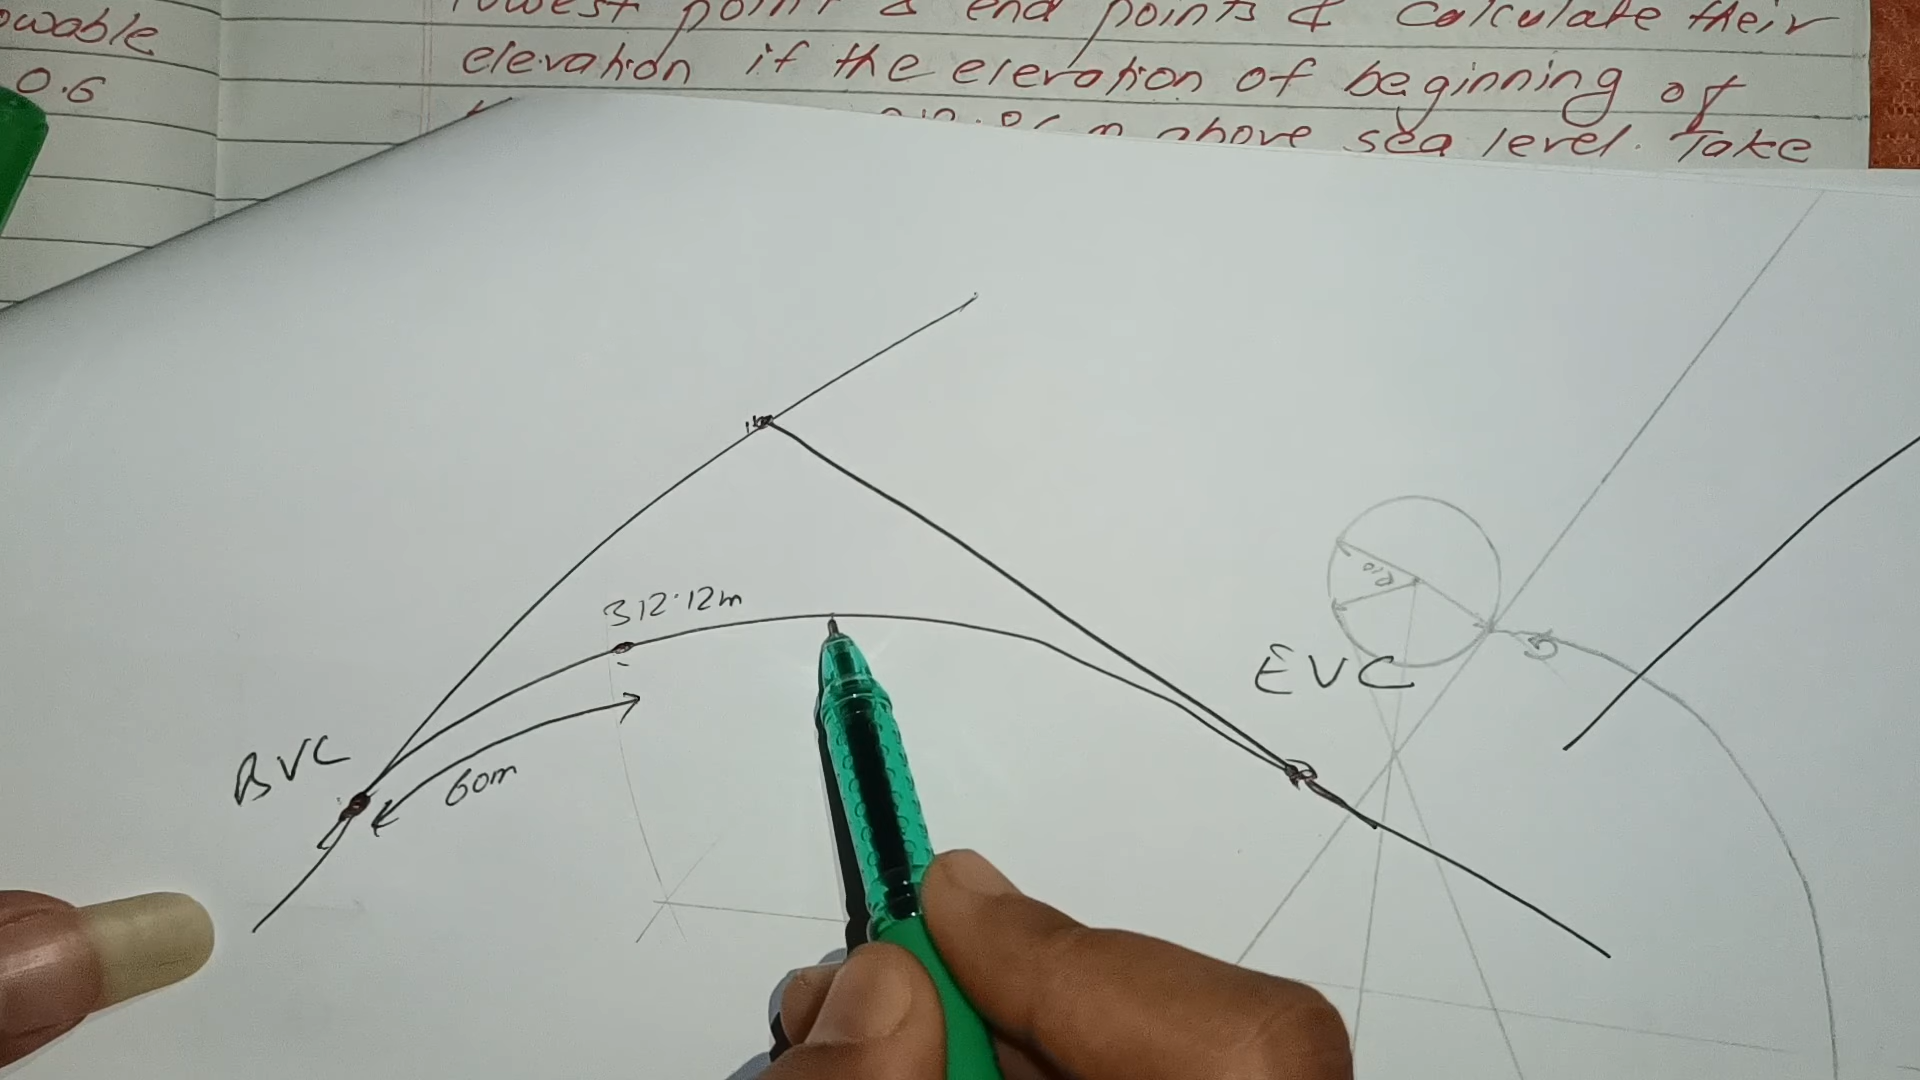 owable
0.6
lowest point & end points & calculate their
elevation if the elevation of beginning of
m above sea level. Take
312.12m
EVC
BVC
60m